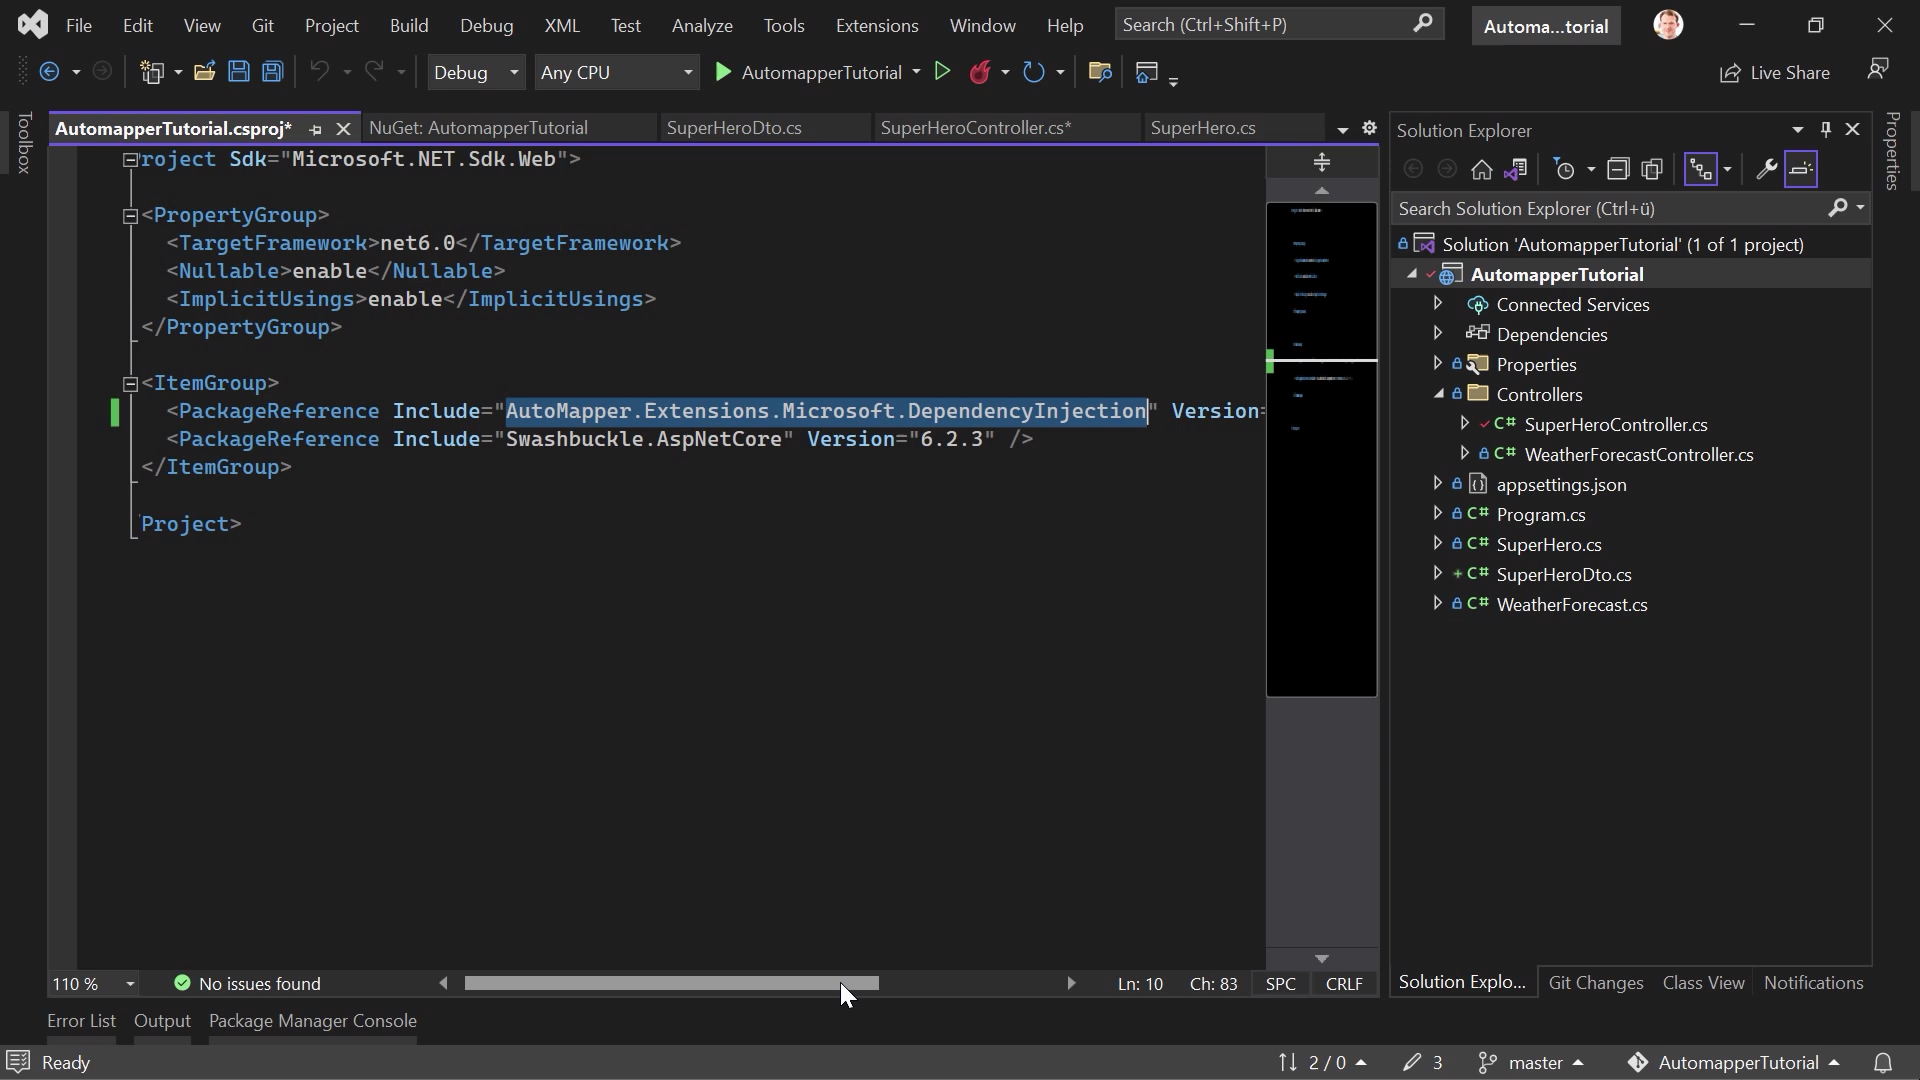 File Edit View Git Project Build Debug XML Test Analyze Tools Extensions Window Help Search (Ctrl+Shift+P) Automa...torial
Debug Any CPU AutomapperTutorial Live Share
Toolbox
AutomapperTutorial.csproj* NuGet: AutomapperTutorial SuperHeroDto.cs SuperHeroController.cs* SuperHero.cs
roject Sdk="Microsoft.NET.Sdk.Web">
<PropertyGroup>
<TargetFramework>net6.0</TargetFramework>
<Nullable>enable</Nullable>
<ImplicitUsings>enable</ImplicitUsings>
</PropertyGroup>
<ItemGroup>
<PackageReference Include="AutoMapper.Extensions.Microsoft.DependencyInjection" Version=
<PackageReference Include="Swashbuckle.AspNetCore" Version="6.2.3" />
</ItemGroup>
Project>
110 % No issues found Ln: 10 Ch: 83 SPC CRLF
Solution Explorer
Search Solution Explorer (Ctrl+ü)
Solution 'AutomapperTutorial' (1 of 1 project)
AutomapperTutorial
Connected Services
Dependencies
Properties
Controllers
C# SuperHeroController.cs
C# WeatherForecastController.cs
appsettings.json
C# Program.cs
C# SuperHero.cs
C# SuperHeroDto.cs
C# WeatherForecast.cs
Solution Explo... Git Changes Class View Notifications
Properties
Error List Output Package Manager Console
Ready 2 / 0 3 master AutomapperTutorial